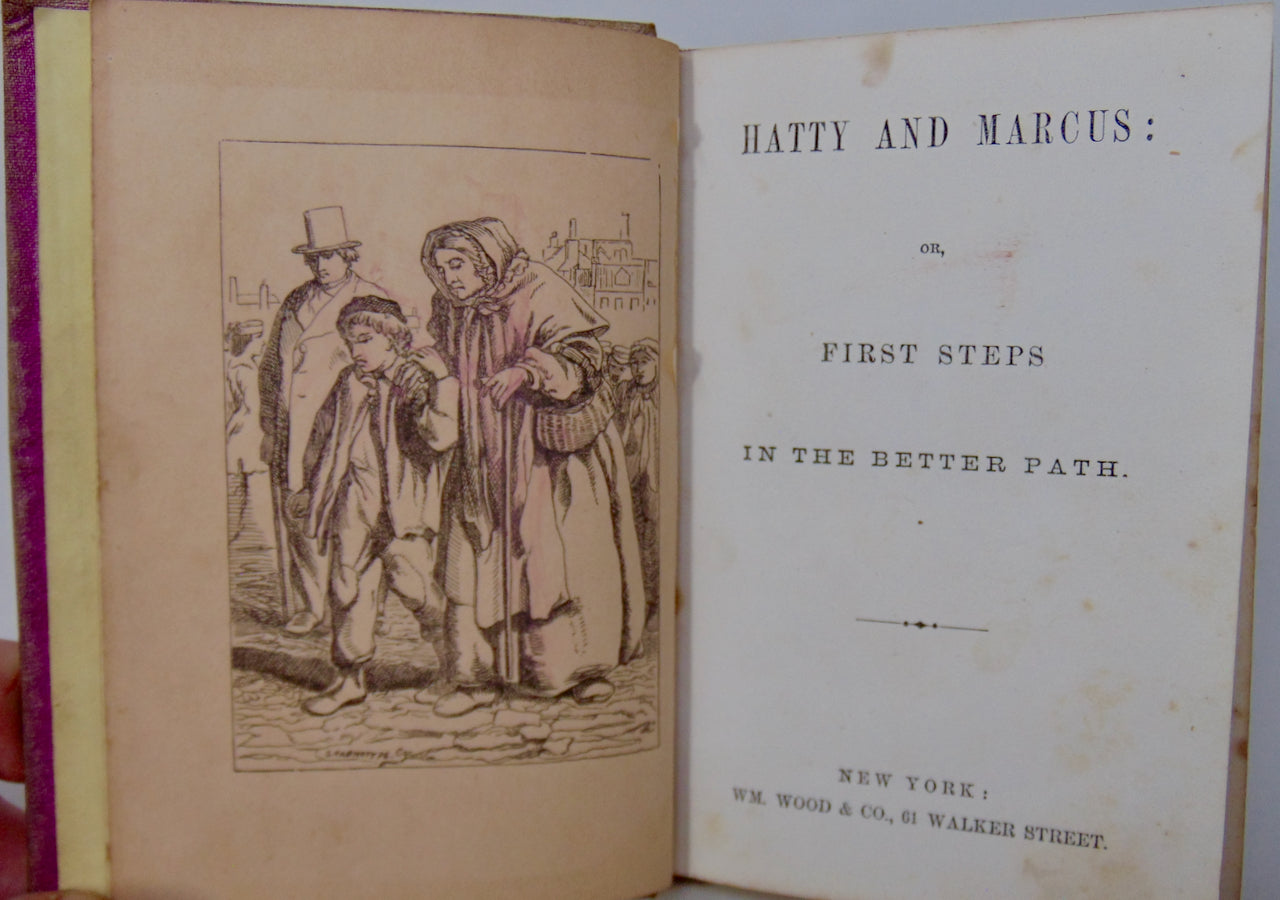 HATTY AND MARCUS:
OR,
FIRST STEPS
IN THE BETTER PATH.
NEW YORK:
WM. WOOD & CO., 61 WALKER STREET.